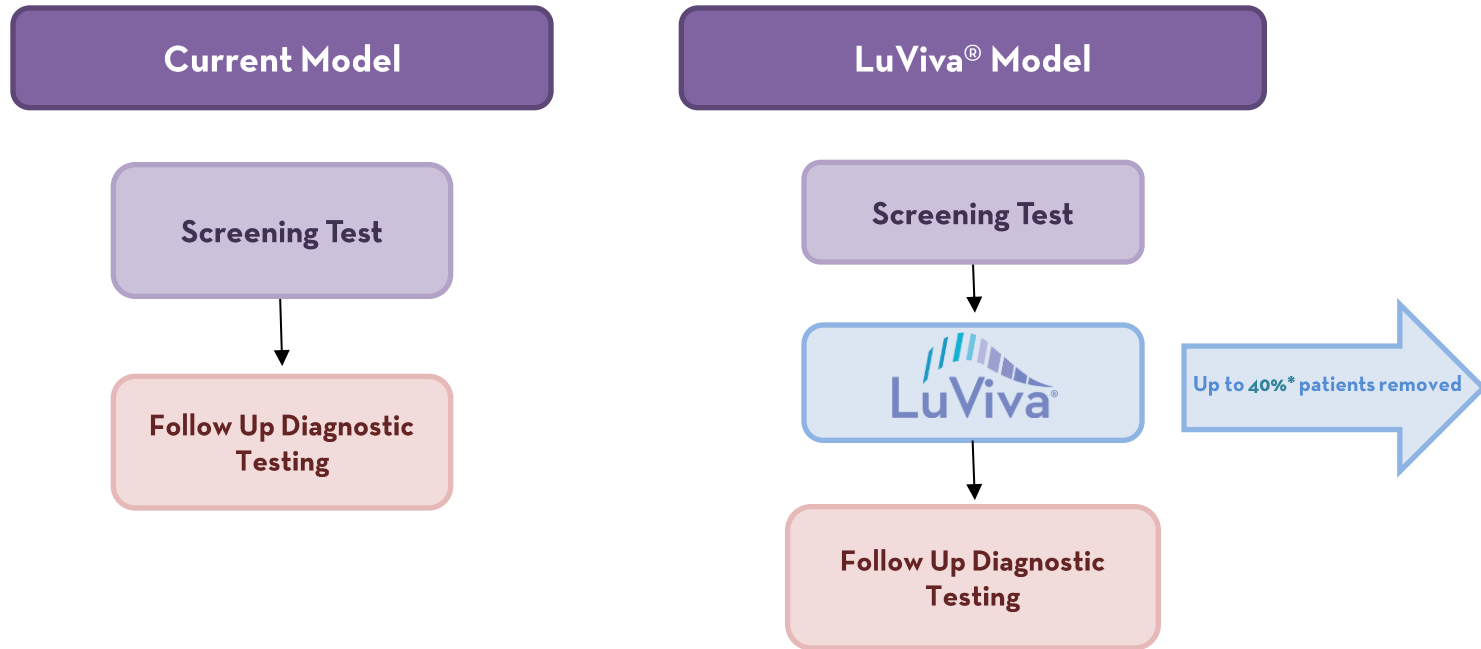 Current Model
Screening Test
Follow Up Diagnostic
Testing
LuViva® Model
Screening Test
LuViva®
Up to 40%* patients removed
Follow Up Diagnostic
Testing